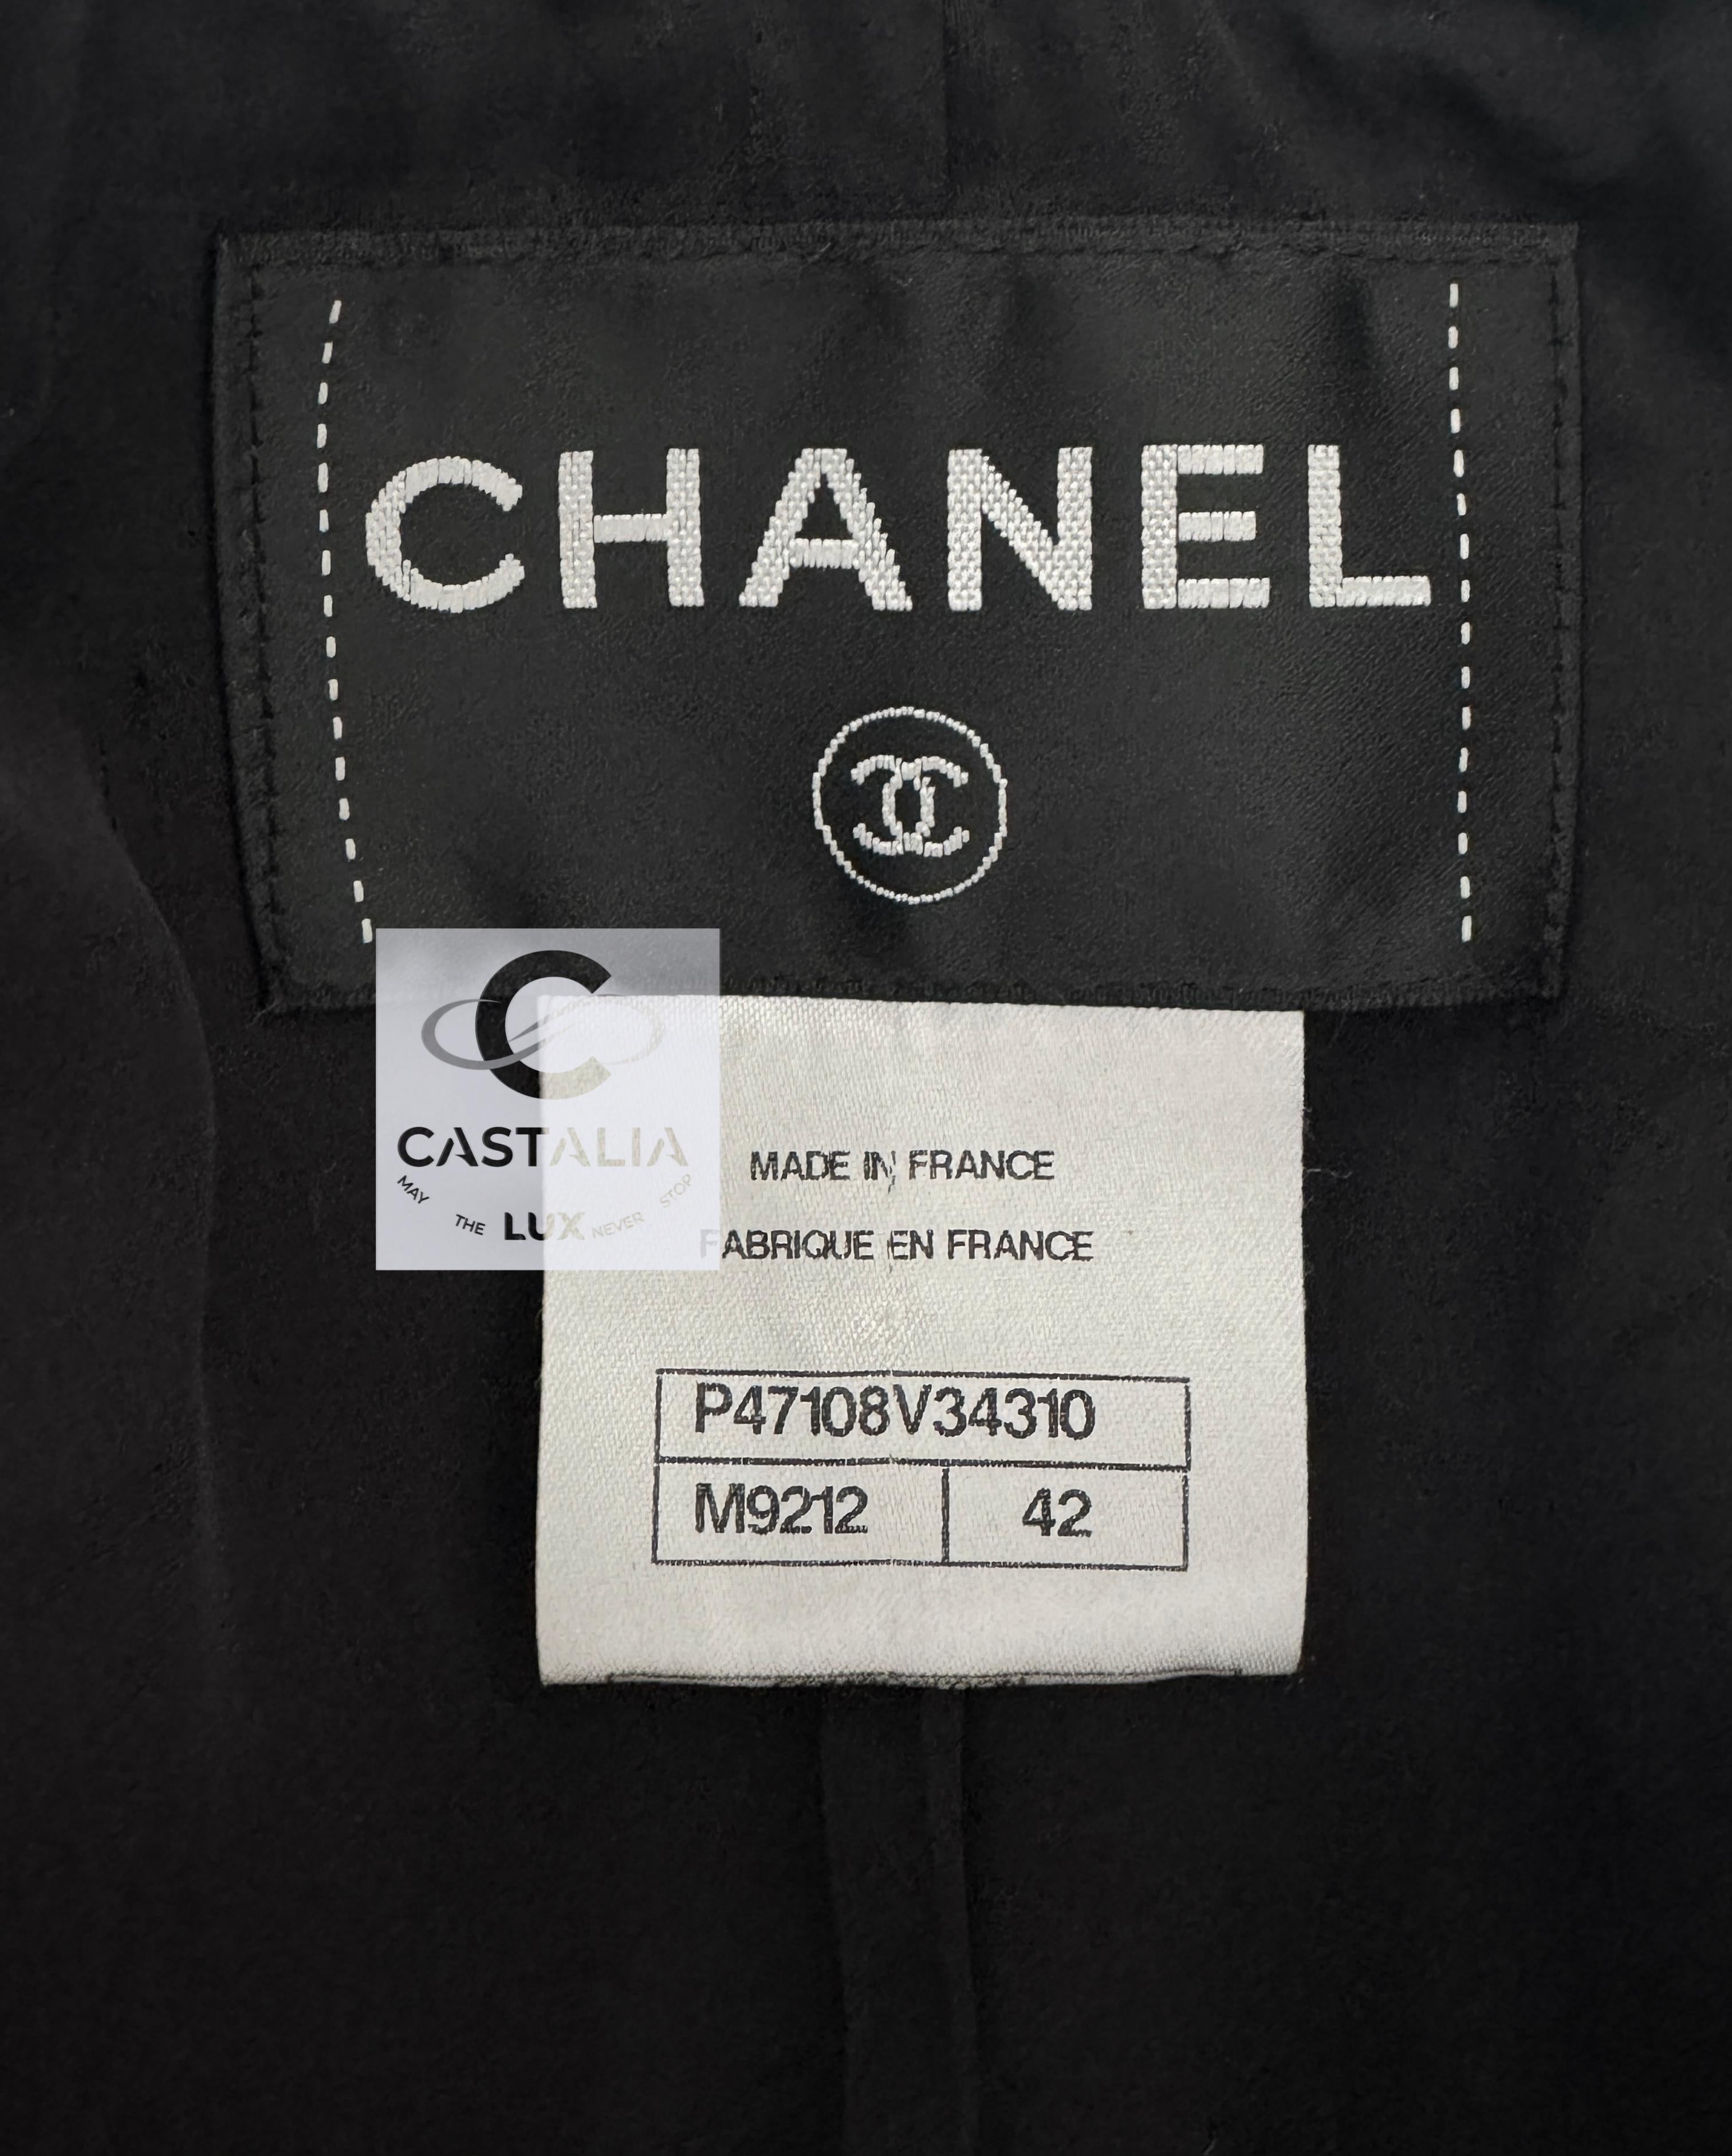 CHANEL
CASTALIA
MAY THE LUX NEVER STOP
MADE IN FRANCE
FABRIQUE EN FRANCE
P47108V34310
M9212 42